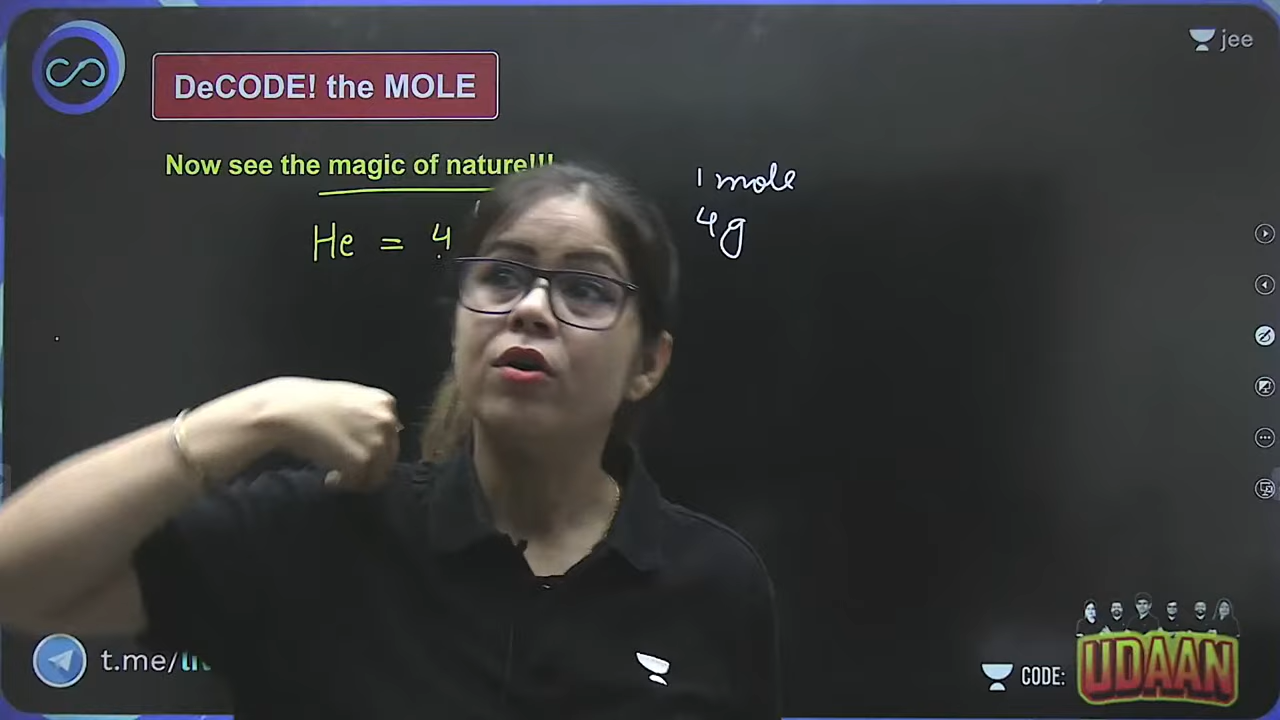 jee
DeCODE! the MOLE
Now see the magic of nature!!!
1 mole
He = 4
4g
t.me/
CODE:
UDAAN